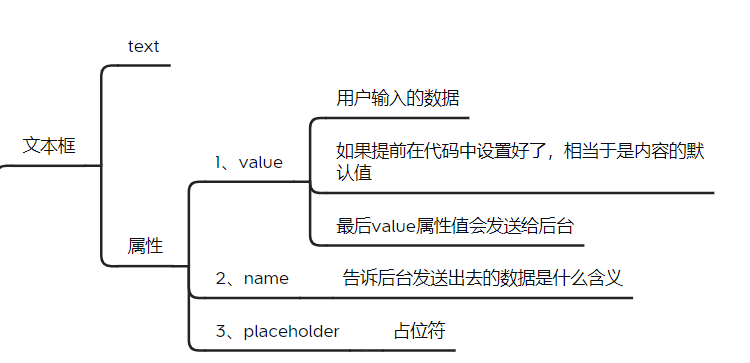 text
用户输入的数据
文本框
如果提前在代码中设置好了，相当于是内容的默
认值
1、value
最后value属性值会发送给后台
属性
2、name
告诉后台发送出去的数据是什么含义
3、placeholder
占位符